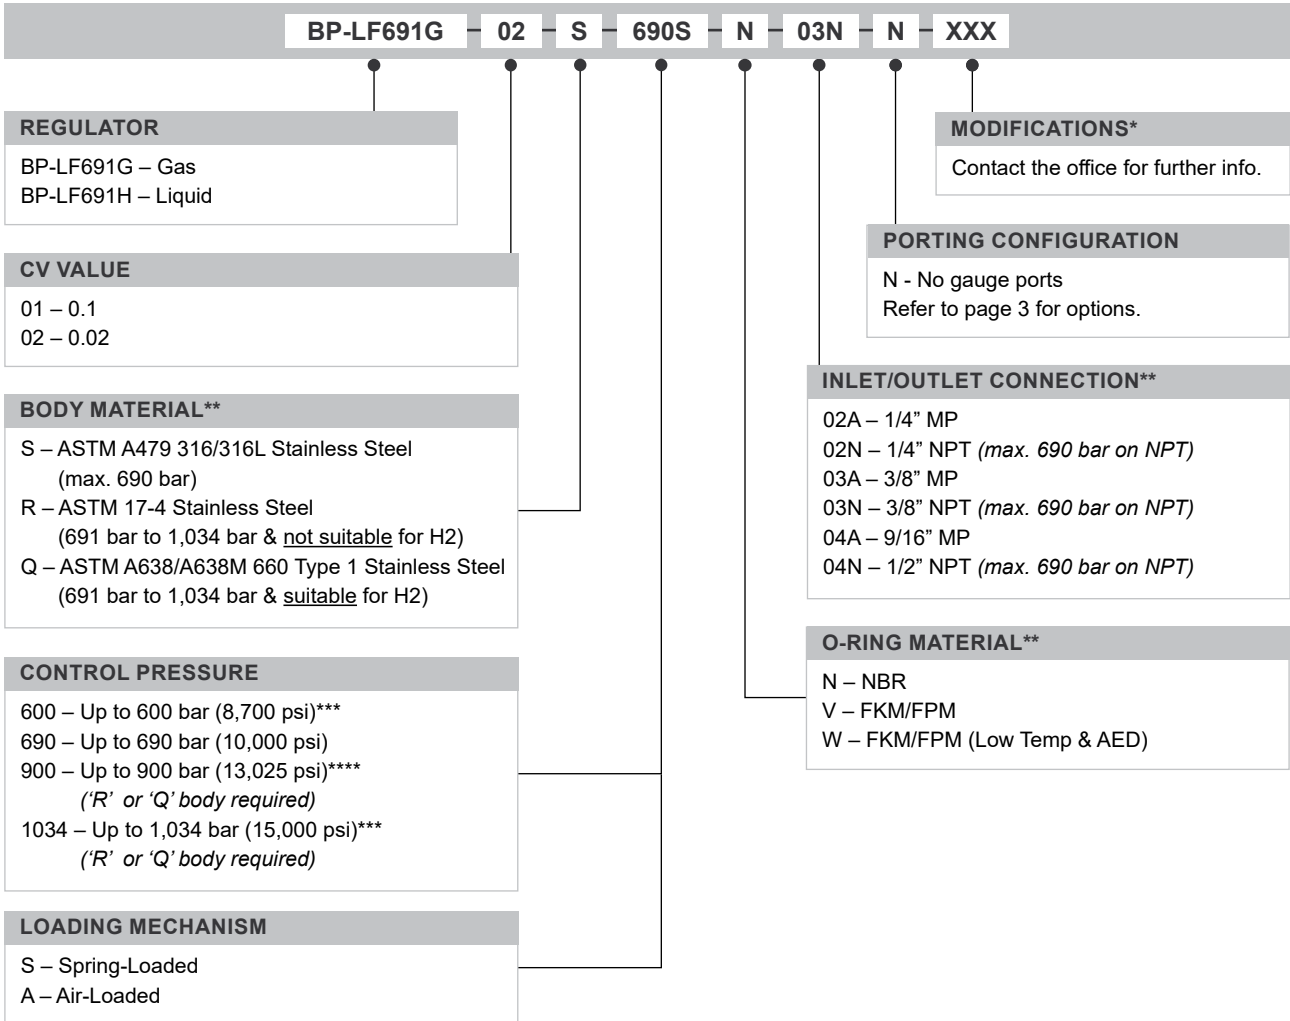 BP-LF691G – 02 – S – 690S – N – 03N – N – XXX
REGULATOR
BP-LF691G – Gas
BP-LF691H – Liquid
CV VALUE
01 – 0.1
02 – 0.02
BODY MATERIAL**
S – ASTM A479 316/316L Stainless Steel
(max. 690 bar)
R – ASTM 17-4 Stainless Steel
(691 bar to 1,034 bar & not suitable for H2)
Q – ASTM A638/A638M 660 Type 1 Stainless Steel
(691 bar to 1,034 bar & suitable for H2)
CONTROL PRESSURE
600 – Up to 600 bar (8,700 psi)***
690 – Up to 690 bar (10,000 psi)
900 – Up to 900 bar (13,025 psi)****
(‘R’ or ‘Q’ body required)
1034 – Up to 1,034 bar (15,000 psi)***
(‘R’ or ‘Q’ body required)
LOADING MECHANISM
S – Spring-Loaded
A – Air-Loaded
MODIFICATIONS*
Contact the office for further info.
PORTING CONFIGURATION
N - No gauge ports
Refer to page 3 for options.
INLET/OUTLET CONNECTION**
02A – 1/4” MP
02N – 1/4” NPT (max. 690 bar on NPT)
03A – 3/8” MP
03N – 3/8” NPT (max. 690 bar on NPT)
04A – 9/16” MP
04N – 1/2” NPT (max. 690 bar on NPT)
O-RING MATERIAL**
N – NBR
V – FKM/FPM
W – FKM/FPM (Low Temp & AED)